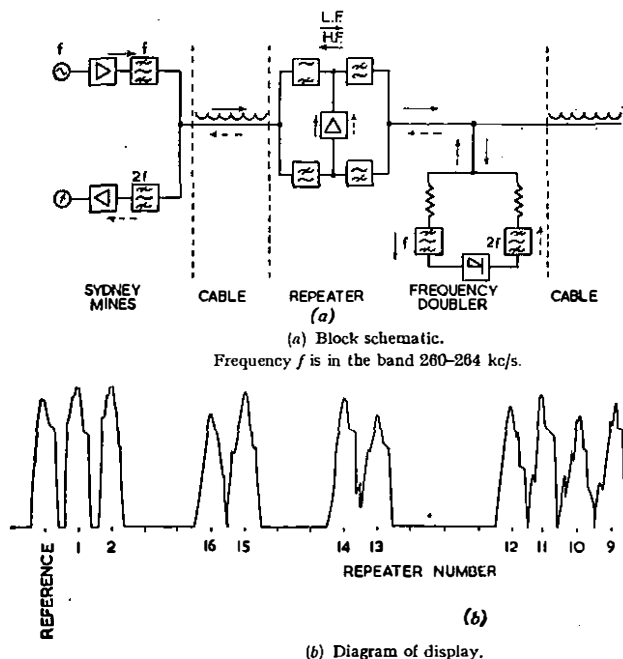 L.F.
H.F.
f
f
2f
f
2f
SYDNEY MINES
CABLE
REPEATER
FREQUENCY DOUBLER
CABLE
(a)
(a) Block schematic.
Frequency f is in the band 260–264 kc/s.
REFERENCE
1
2
16
15
14
13
12
11
10
9
REPEATER NUMBER
(b)
(b) Diagram of display.